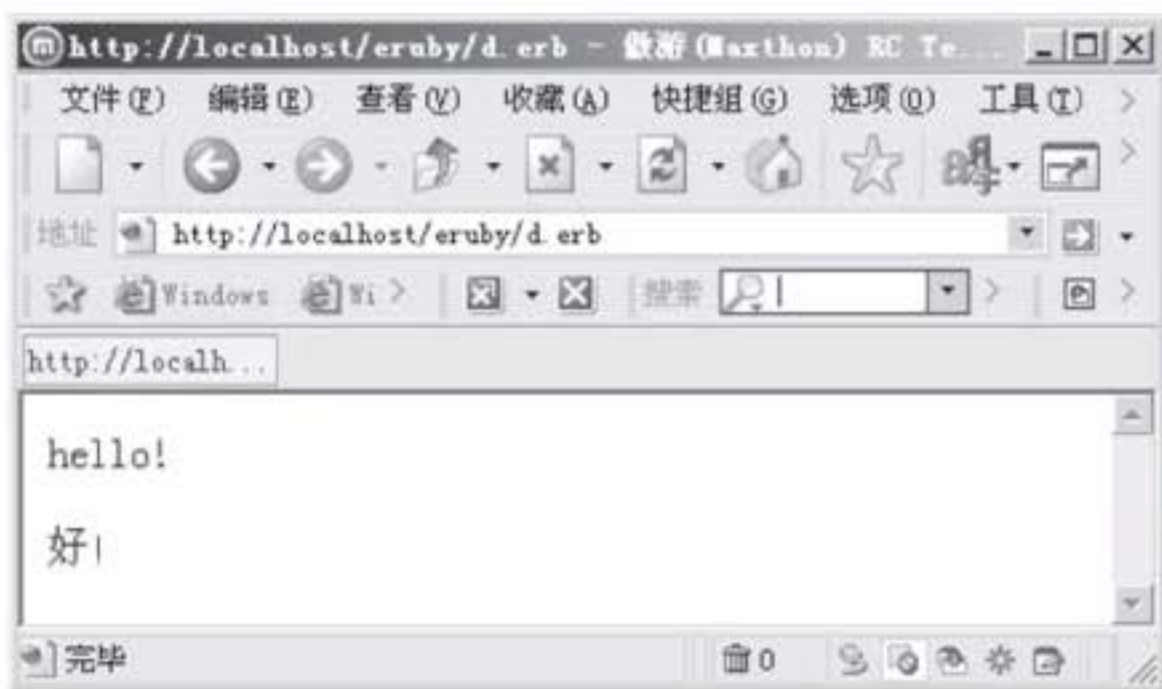 http://localhost/eruby/d.erb - 傲游(Maxthon) RC Te...
文件(F) 编辑(E) 查看(V) 收藏(A) 快捷组(G) 选项(O) 工具(T)
地址 http://localhost/eruby/d.erb
Windows Wi 搜索
http://localh...
hello!
好
完毕 0